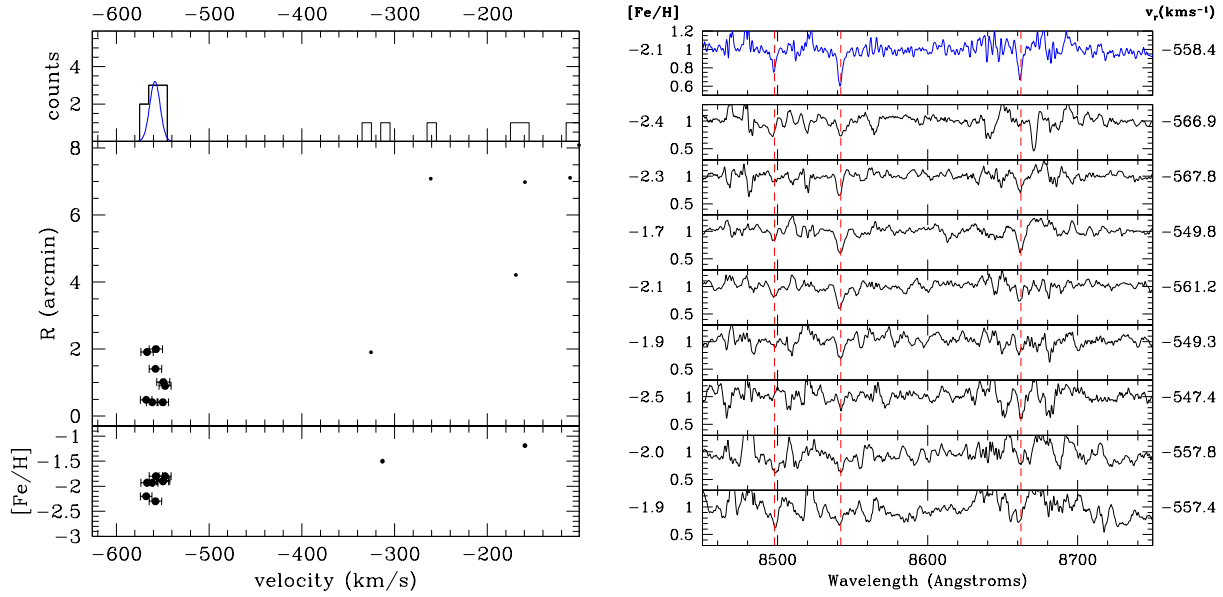 −600 −500 −400 −300 −200
counts
4
2
8
6
4
2
0
R (arcmin)
−1
−1.5
−2
−2.5
−3
[Fe/H]
−600 −500 −400 −300 −200
velocity (km/s)
[Fe/H] v_r(kms⁻¹)
1.2
−2.1 1 −558.4
0.8
0.6
−2.4 1 −566.9
0.5
−2.3 1 −567.8
0.5
−1.7 1 −549.8
0.5
−2.1 1 −561.2
0.5
−1.9 1 −549.3
0.5
−2.5 1 −547.4
0.5
−2.0 1 −557.8
0.5
−1.9 1 −557.4
0.5
8500 8600 8700
Wavelength (Angstroms)